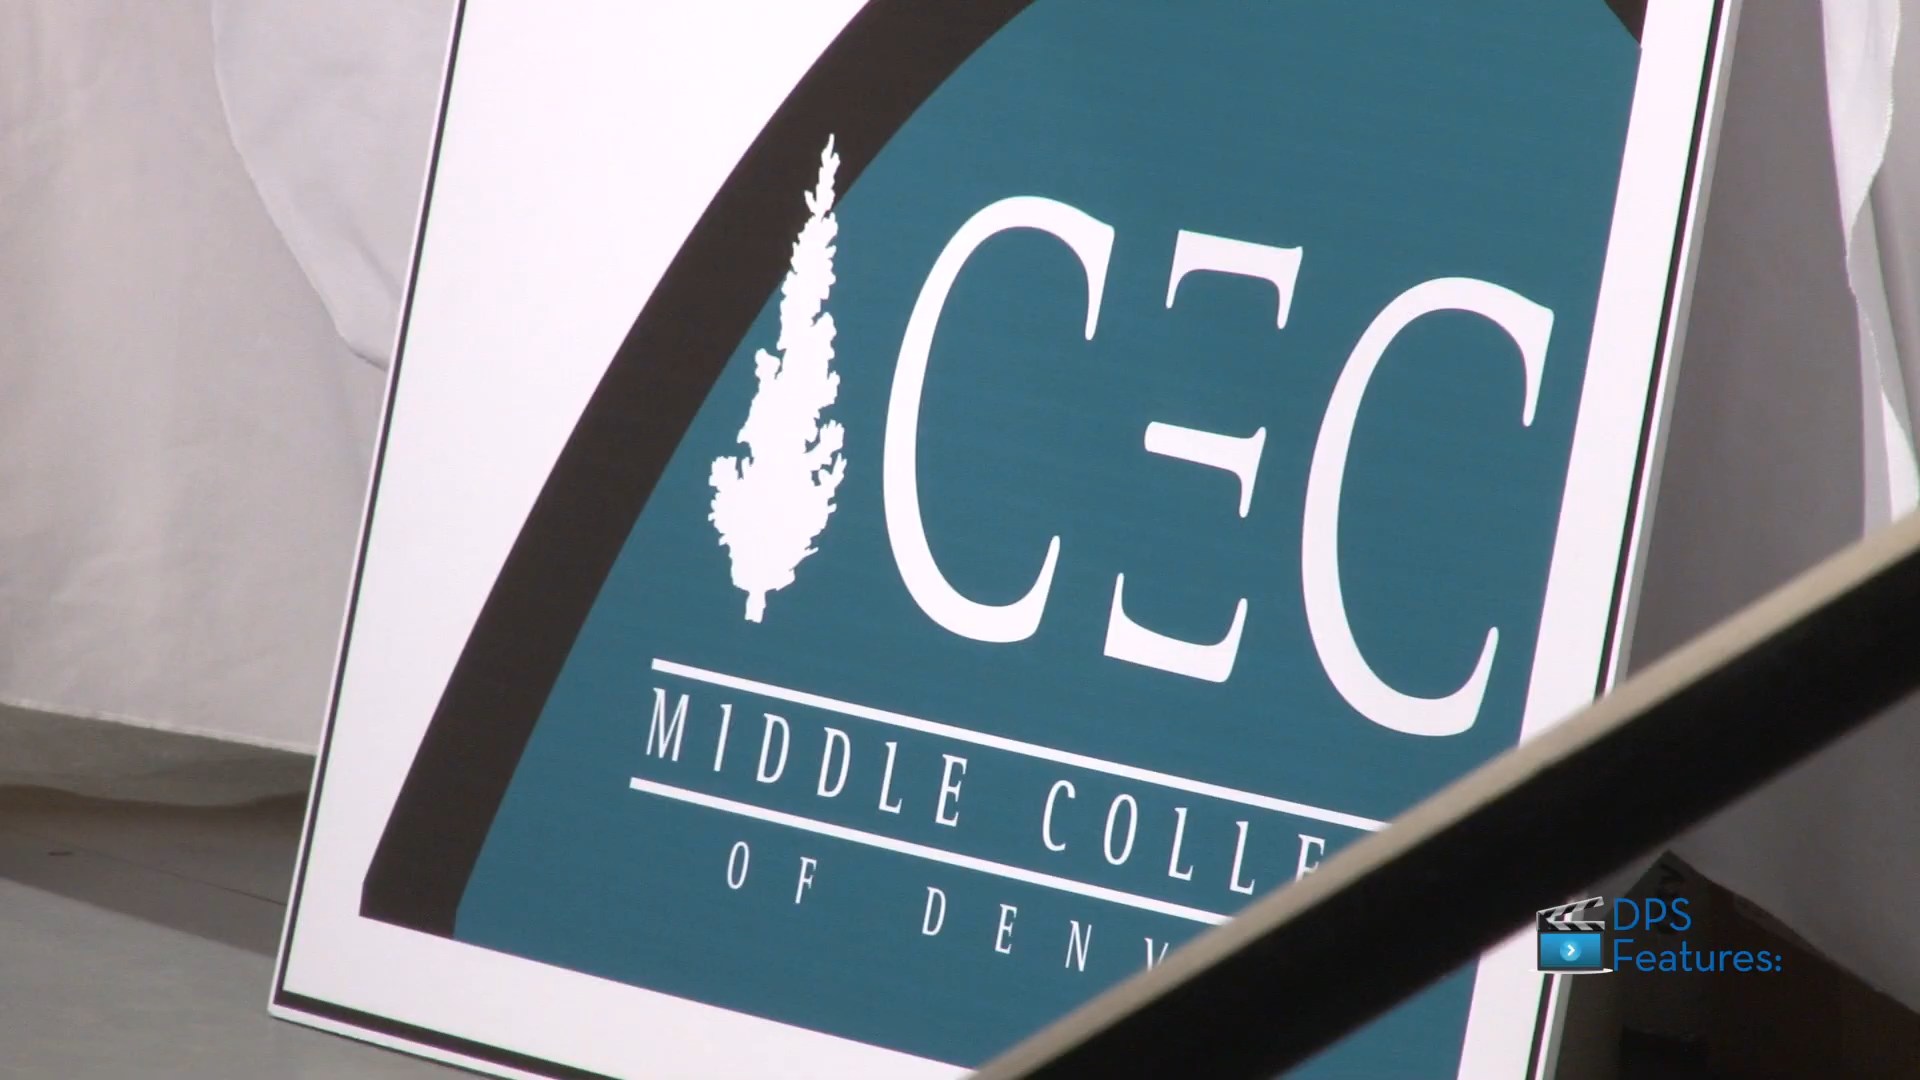 CEC
MIDDLE COLLE
OF DENV
DPS
Features: